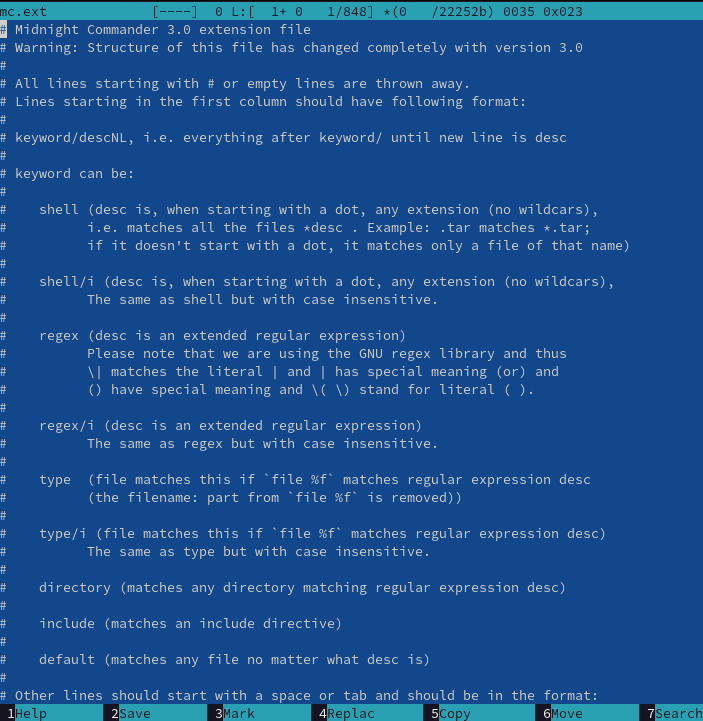 mc.ext [----] 0 L:[ 1+ 0 1/848] *(0 /22252b) 0035 0x023
# Midnight Commander 3.0 extension file
# Warning: Structure of this file has changed completely with version 3.0
#
# All lines starting with # or empty lines are thrown away.
# Lines starting in the first column should have following format:
#
# keyword/descNL, i.e. everything after keyword/ until new line is desc
#
# keyword can be:
#
#    shell (desc is, when starting with a dot, any extension (no wildcars),
#          i.e. matches all the files *desc . Example: .tar matches *.tar;
#          if it doesn't start with a dot, it matches only a file of that name)
#
#    shell/i (desc is, when starting with a dot, any extension (no wildcars),
#          The same as shell but with case insensitive.
#
#    regex (desc is an extended regular expression)
#          Please note that we are using the GNU regex library and thus
#          \| matches the literal | and | has special meaning (or) and
#          () have special meaning and \( \) stand for literal ( ).
#
#    regex/i (desc is an extended regular expression)
#          The same as regex but with case insensitive.
#
#    type  (file matches this if `file %f` matches regular expression desc
#          (the filename: part from `file %f` is removed))
#
#    type/i (file matches this if `file %f` matches regular expression desc)
#          The same as type but with case insensitive.
#
#    directory (matches any directory matching regular expression desc)
#
#    include (matches an include directive)
#
#    default (matches any file no matter what desc is)
#
# Other lines should start with a space or tab and should be in the format:
1Help 2Save 3Mark 4Replac 5Copy 6Move 7Search